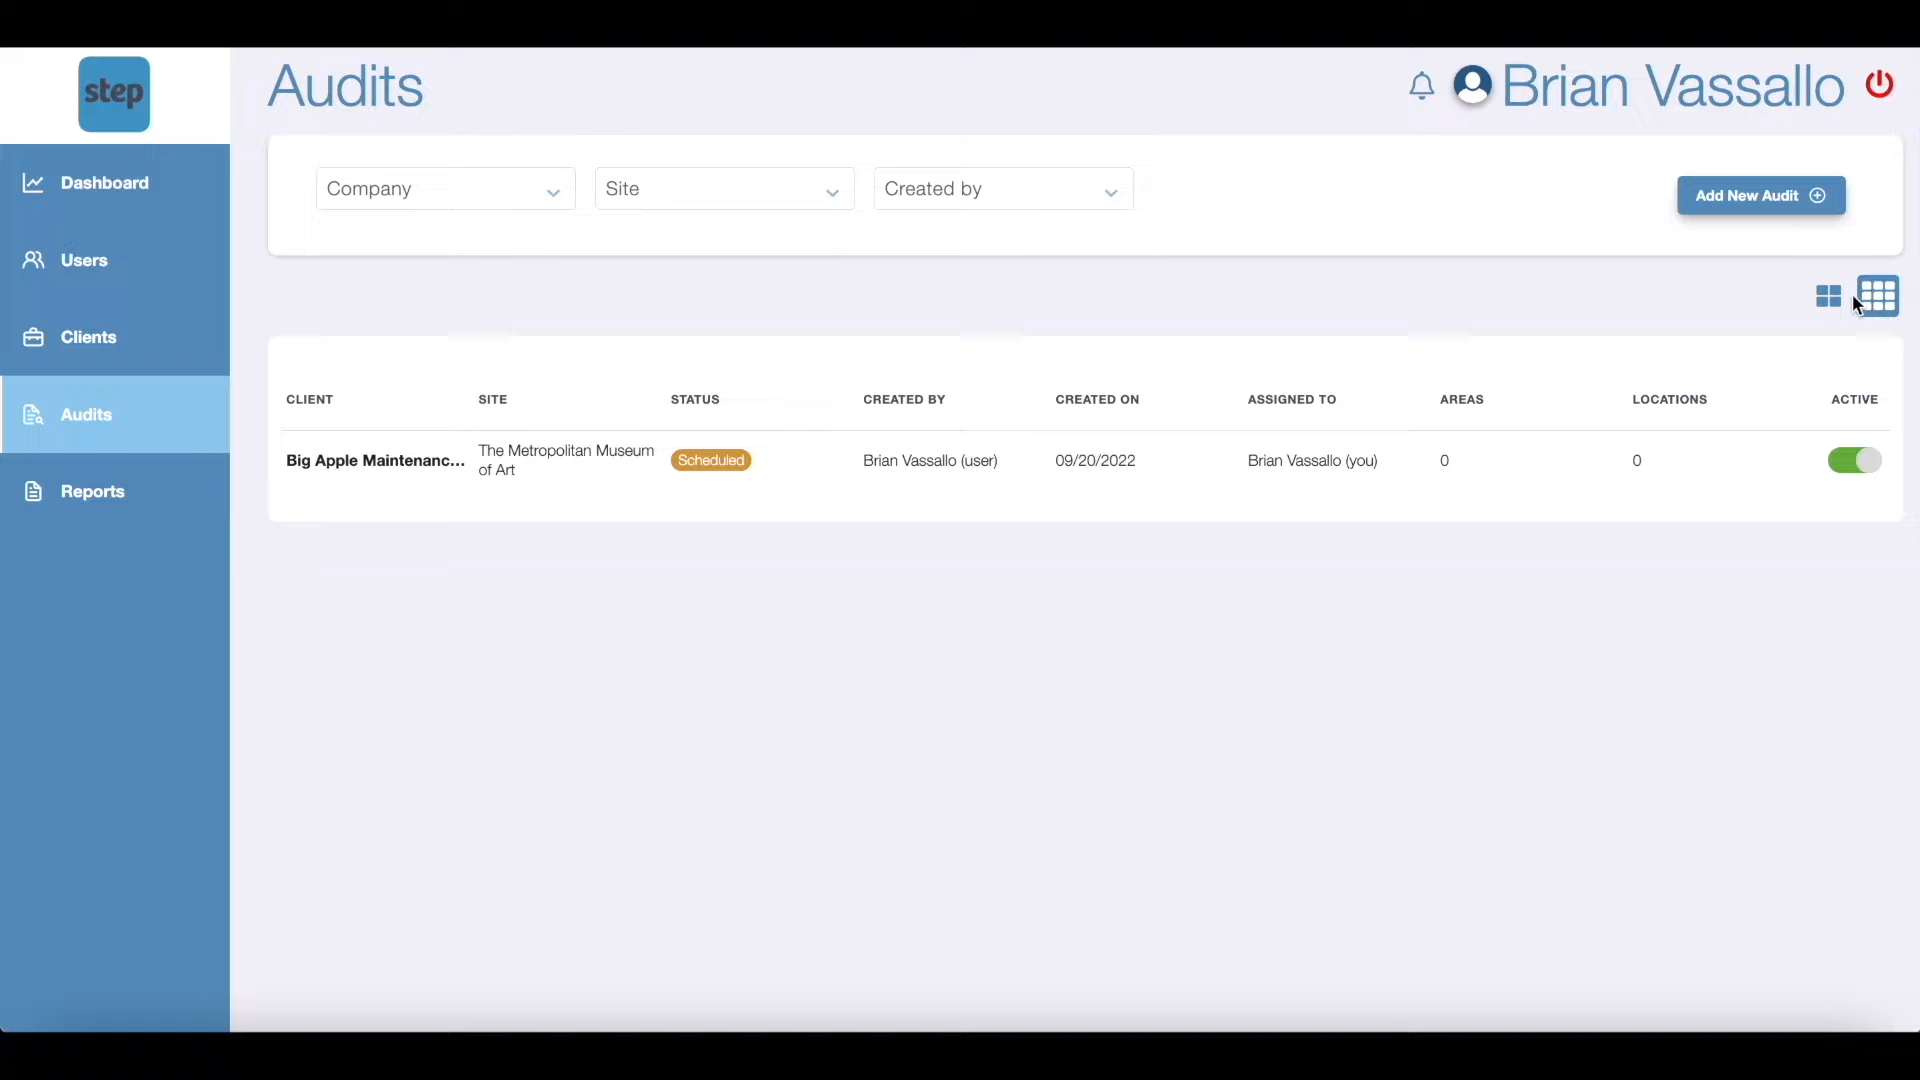 step
Audits
Brian Vassallo
Dashboard
Users
Clients
Audits
Reports
Company
Site
Created by
Add New Audit
CLIENT SITE STATUS CREATED BY CREATED ON ASSIGNED TO AREAS LOCATIONS ACTIVE
Big Apple Maintenanc... The Metropolitan Museum of Art Scheduled Brian Vassallo (user) 09/20/2022 Brian Vassallo (you) 0 0